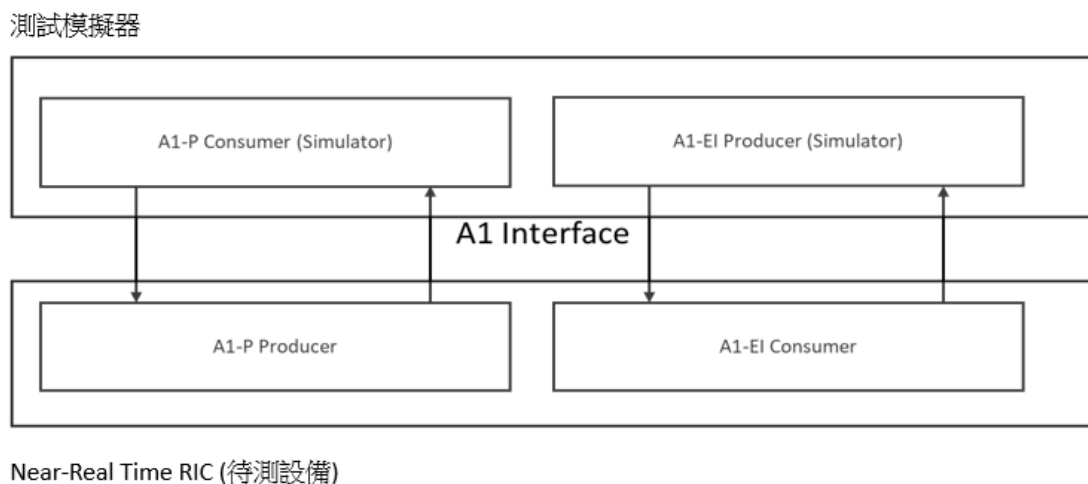 測試模擬器
A1-P Consumer (Simulator)
A1-EI Producer (Simulator)
A1 Interface
A1-P Producer
A1-EI Consumer
Near-Real Time RIC (待測設備)